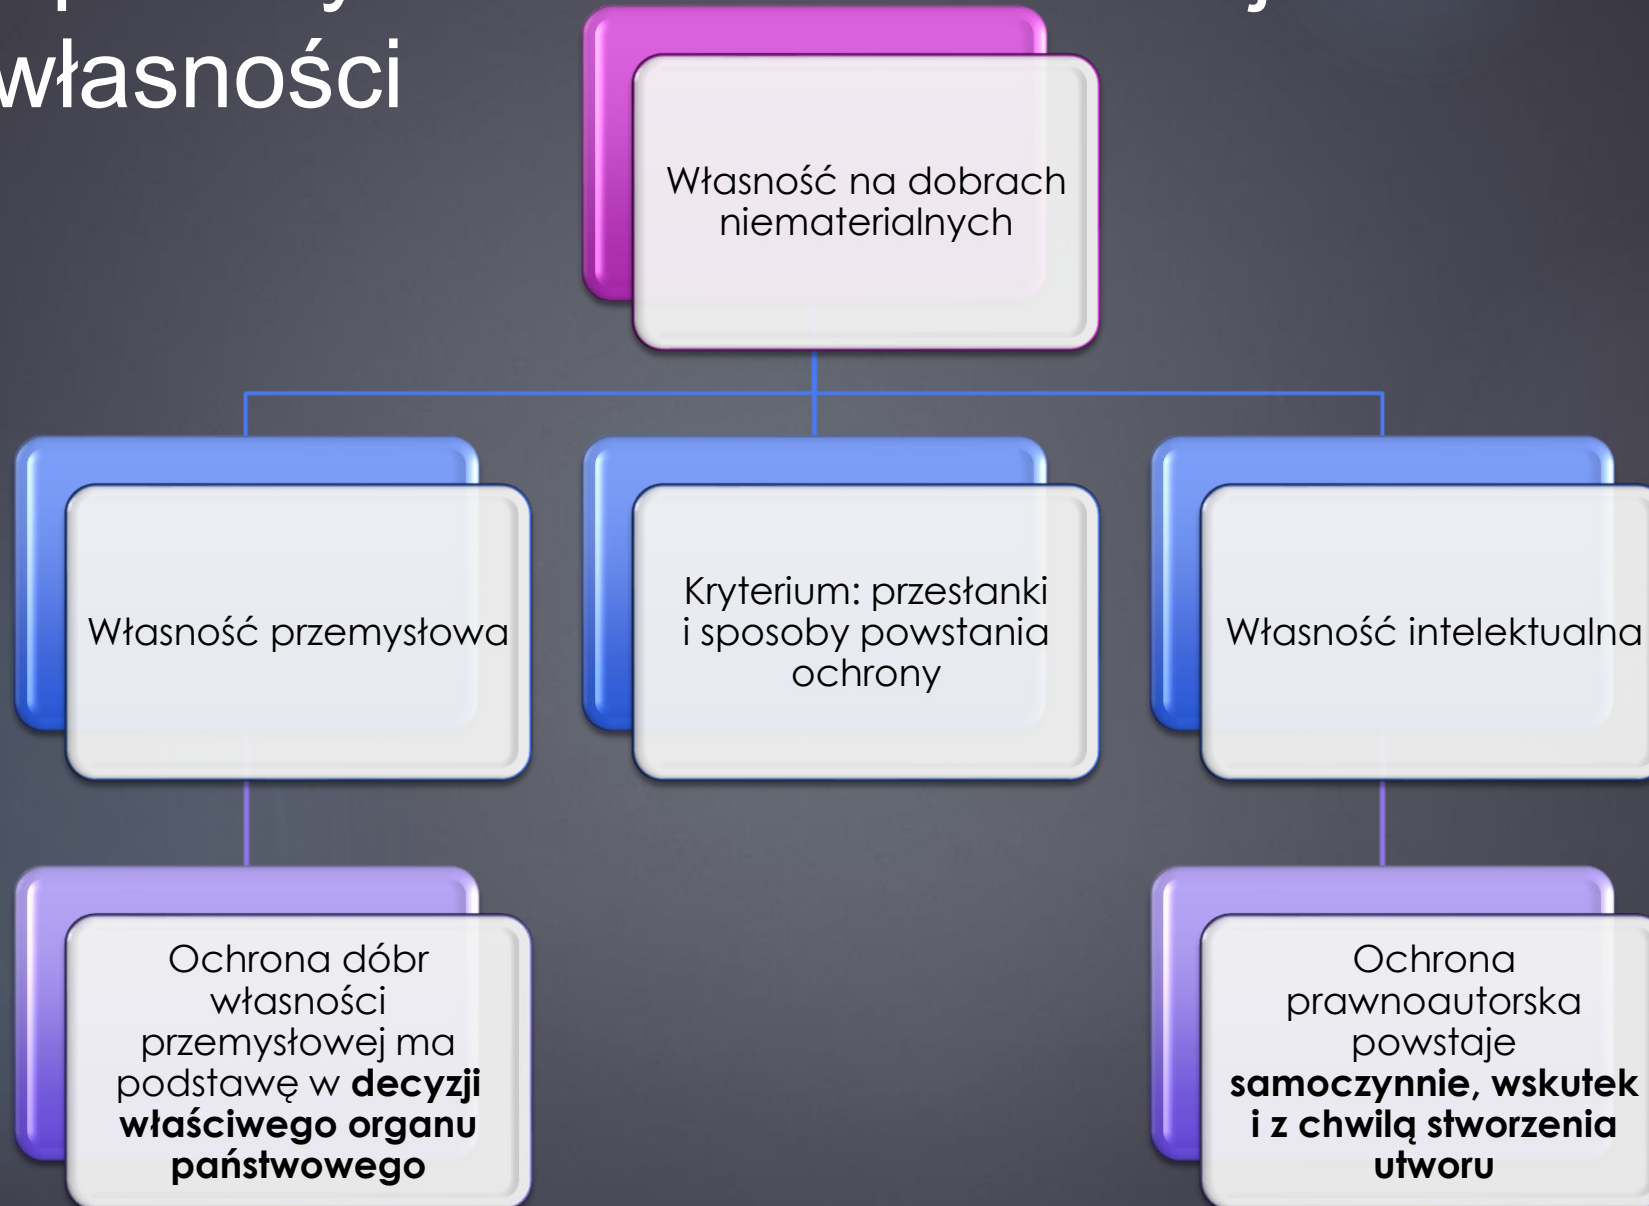 własności
Własność na dobrach
niematerialnych
Własność przemysłowa
Kryterium: przesłanki
i sposoby powstania
ochrony
Własność intelektualna
Ochrona dóbr
własności
przemysłowej ma
podstawę w decyzji
właściwego organu
państwowego
Ochrona
prawnoautorska
powstaje
samoczynnie, wskutek
i z chwilą stworzenia
utworu